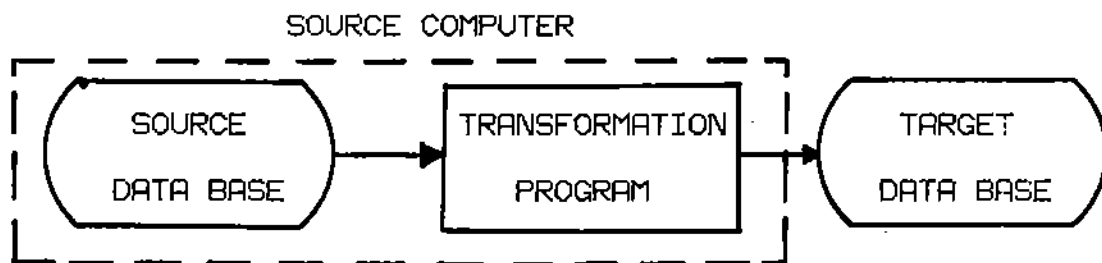 SOURCE COMPUTER
SOURCE
DATA BASE
TRANSFORMATION
PROGRAM
TARGET
DATA BASE